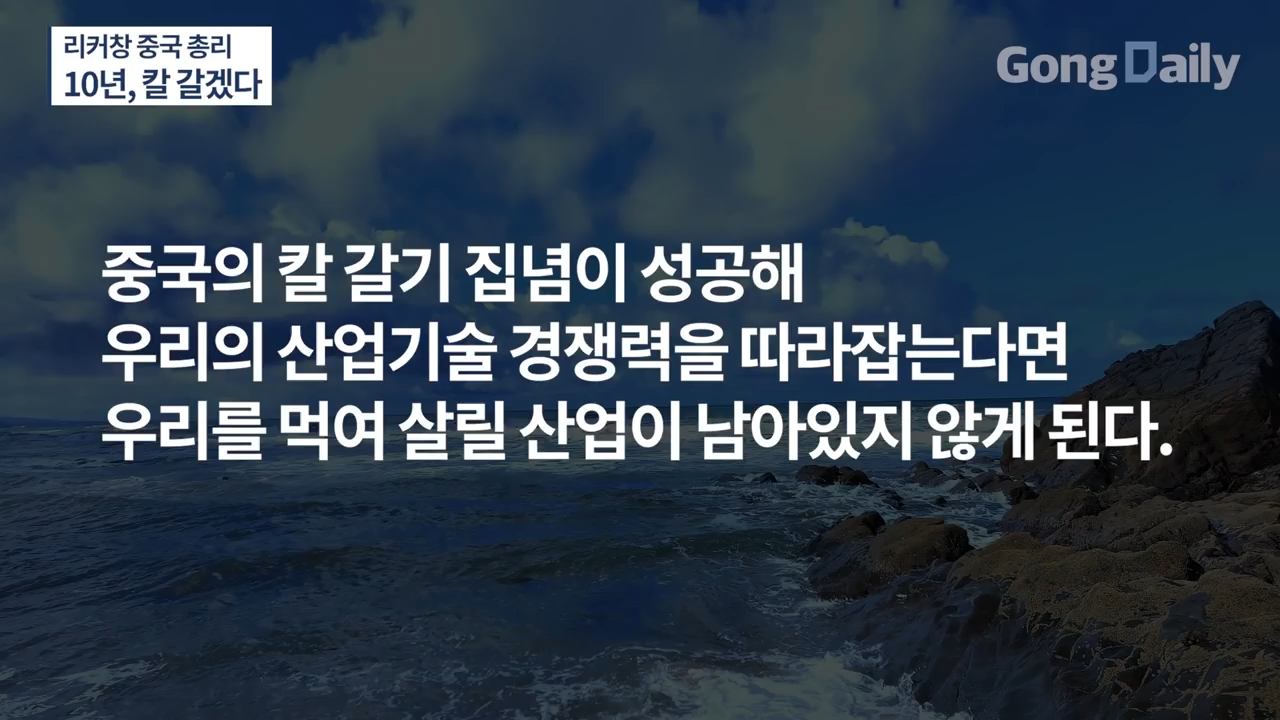 리커창 중국 총리
10년, 칼 갈겠다
Gong Daily
중국의 칼 갈기 집념이 성공해
우리의 산업기술 경쟁력을 따라잡는다면
우리를 먹여 살릴 산업이 남아있지 않게 된다.